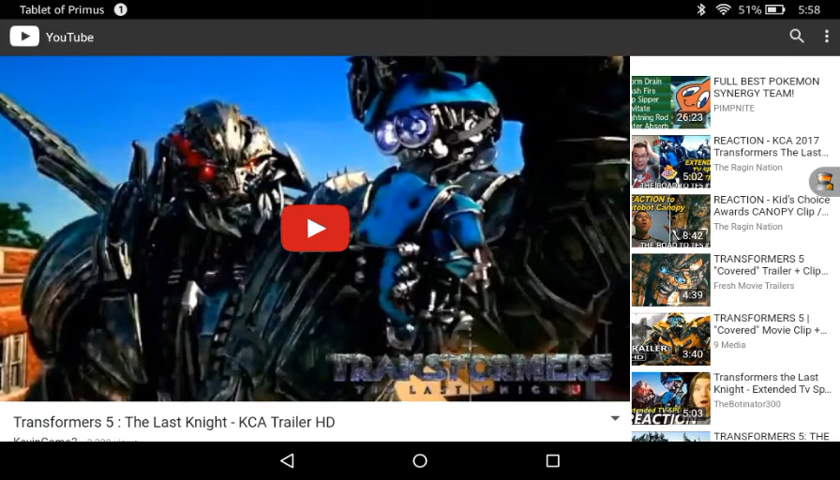 Tablet of Primus 1
51% 5:58
YouTube
TRANSFORMERS
THE LAST KNIGHT
Transformers 5 : The Last Knight - KCA Trailer HD
26:23
FULL BEST POKEMON
SYNERGY TEAM!
PIMPNITE
5:02
REACTION - KCA 2017
Transformers The Last...
The Ragin Nation
8:42
REACTION - Kid's Choice
Awards CANOPY Clip /...
The Ragin Nation
4:39
TRANSFORMERS 5
"Covered" Trailer + Clip...
Fresh Movie Trailers
TRAILER
HD
3:40
TRANSFORMERS 5 |
"Covered" Movie Clip +...
9 Media
REACTION
5:03
Transformers the Last
Knight - Extended Tv Sp...
TheBotinator300
TRANSFORMERS 5: THE